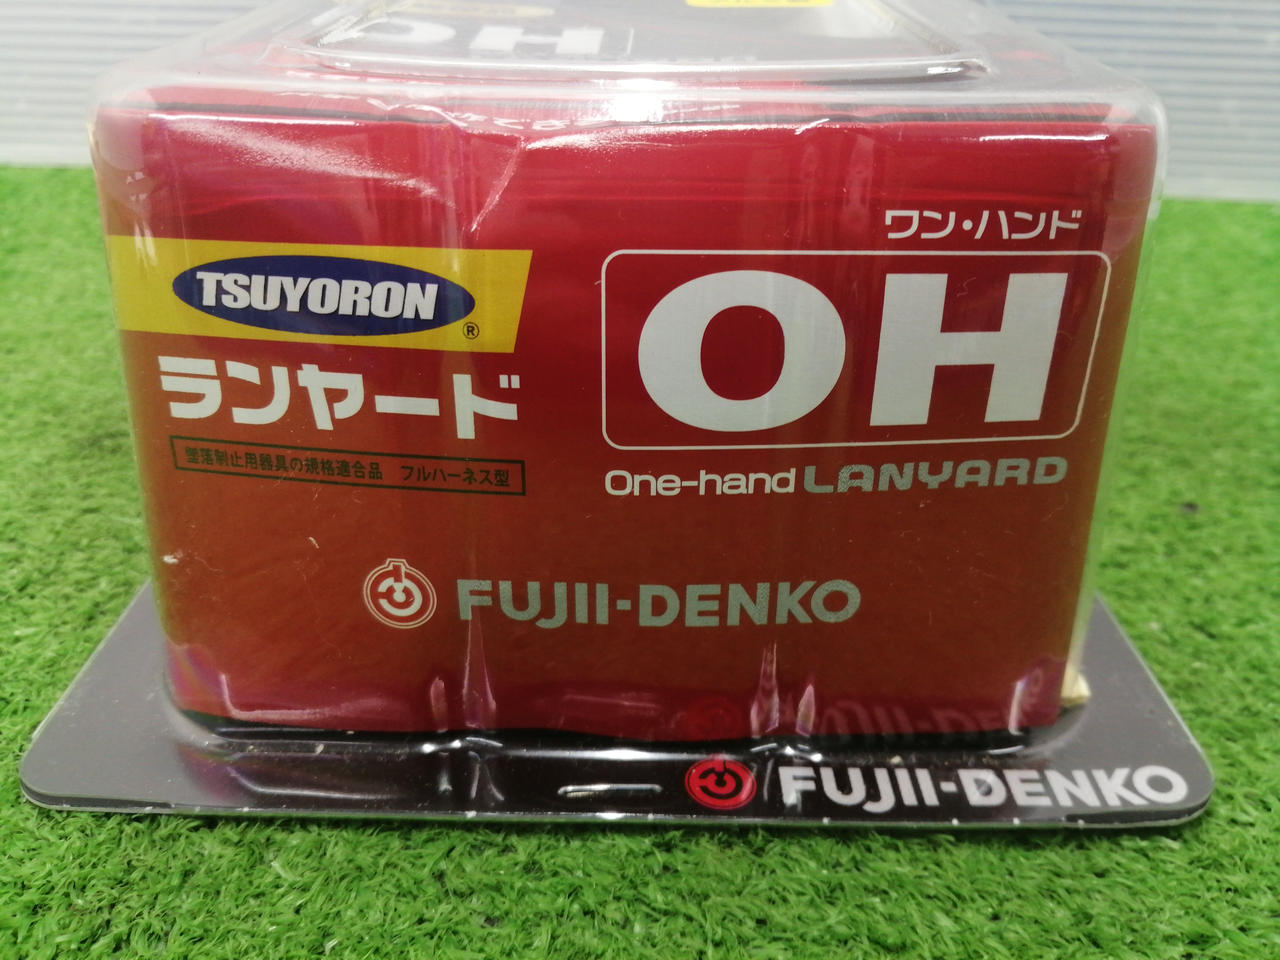 OH
ワン・ハンド
TSUYORON®
OH
ランヤード
墜落制止用器具の規格適合品 フルハーネス型
One-hand LANYARD
FUJII-DENKO
FUJII-DENKO